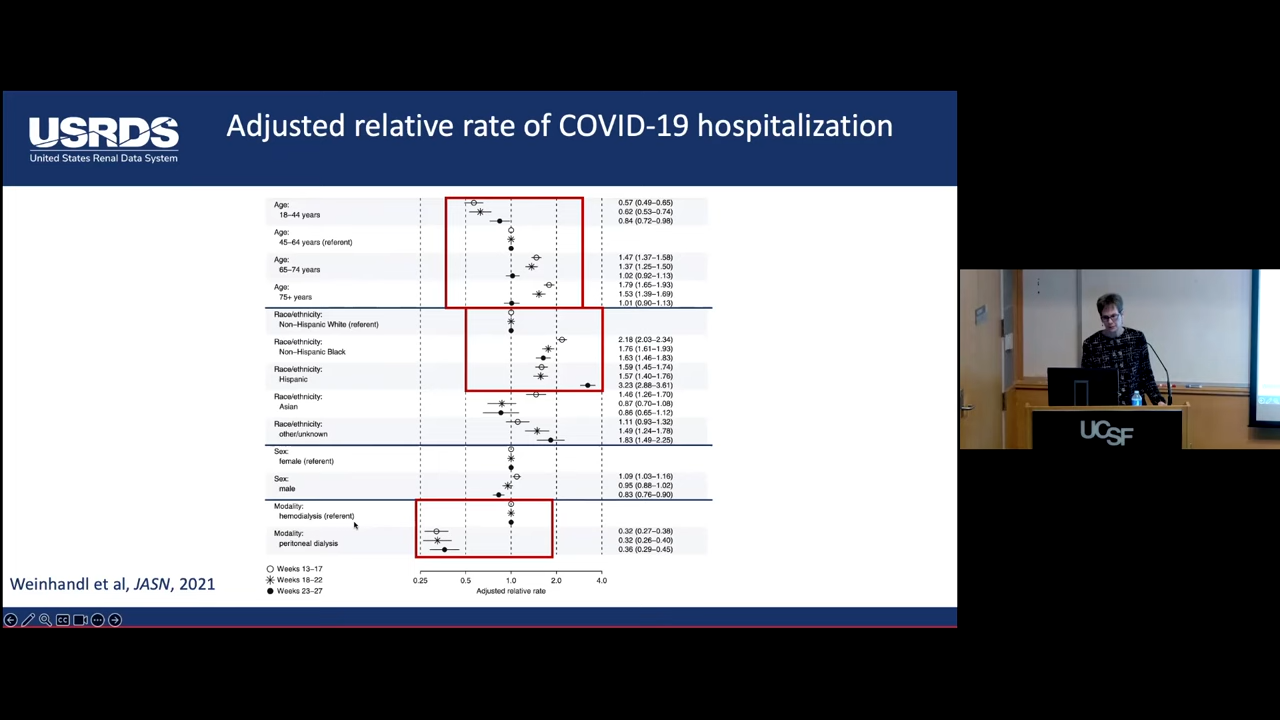 USRDS
United States Renal Data System
Adjusted relative rate of COVID-19 hospitalization
Age:
18–44 years
0.57 (0.49–0.65)
0.62 (0.53–0.74)
0.84 (0.72–0.98)
Age:
45–64 years (referent)
Age:
65–74 years
1.47 (1.37–1.58)
1.37 (1.25–1.50)
1.02 (0.92–1.13)
Age:
75+ years
1.79 (1.65–1.93)
1.53 (1.39–1.69)
1.01 (0.90–1.13)
Race/ethnicity:
Non–Hispanic White (referent)
Race/ethnicity:
Non–Hispanic Black
2.18 (2.03–2.34)
1.76 (1.61–1.93)
1.63 (1.46–1.83)
Race/ethnicity:
Hispanic
1.59 (1.45–1.74)
1.57 (1.40–1.76)
3.23 (2.88–3.61)
Race/ethnicity:
Asian
1.46 (1.26–1.70)
0.87 (0.70–1.08)
0.86 (0.65–1.12)
Race/ethnicity:
other/unknown
1.11 (0.93–1.32)
1.49 (1.24–1.78)
1.83 (1.49–2.25)
Sex:
female (referent)
Sex:
male
1.09 (1.03–1.16)
0.95 (0.88–1.02)
0.83 (0.76–0.90)
Modality:
hemodialysis (referent)
Modality:
peritoneal dialysis
0.32 (0.27–0.38)
0.32 (0.26–0.40)
0.36 (0.29–0.45)
Weeks 13–17
Weeks 18–22
Weeks 23–27
0.25 0.5 1.0 2.0 4.0
Adjusted relative rate
Weinhandl et al, JASN, 2021
CC
UCSF